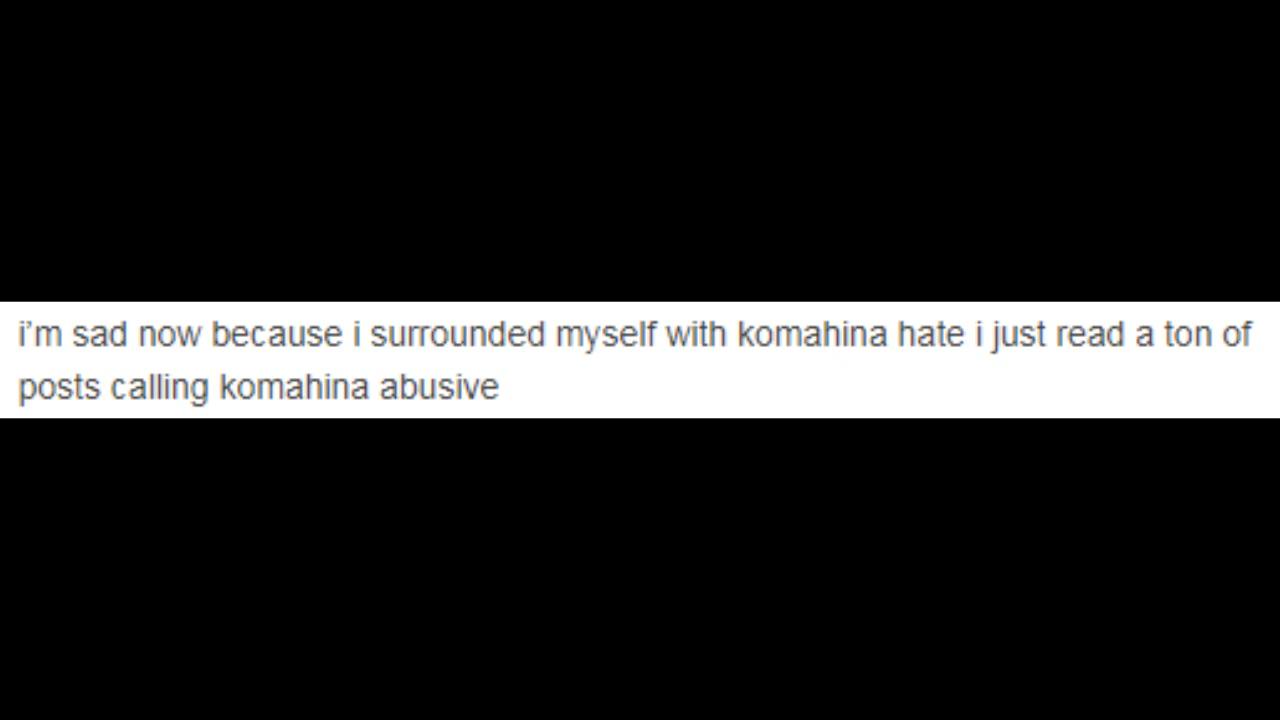 i’m sad now because i surrounded myself with komahina hate i just read a ton of
posts calling komahina abusive